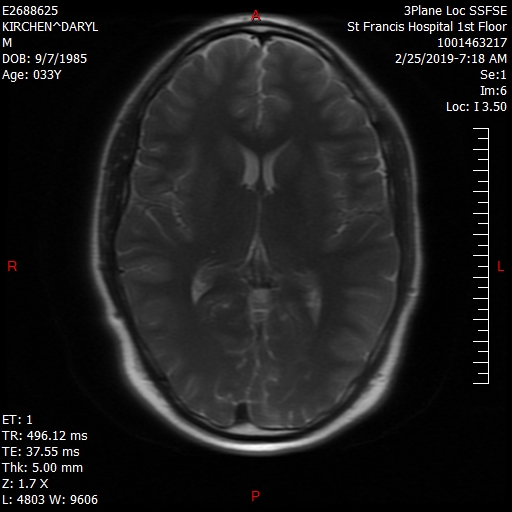 E2688625
KIRCHEN^DARYL
M
DOB: 9/7/1985
Age: 033Y
A
3Plane Loc SSFSE
St Francis Hospital 1st Floor
1001463217
2/25/2019-7:18 AM
Se:1
Im:6
Loc: I 3.50
R
L
ET: 1
TR: 496.12 ms
TE: 37.55 ms
Thk: 5.00 mm
Z: 1.7 X
L: 4803 W: 9606
P